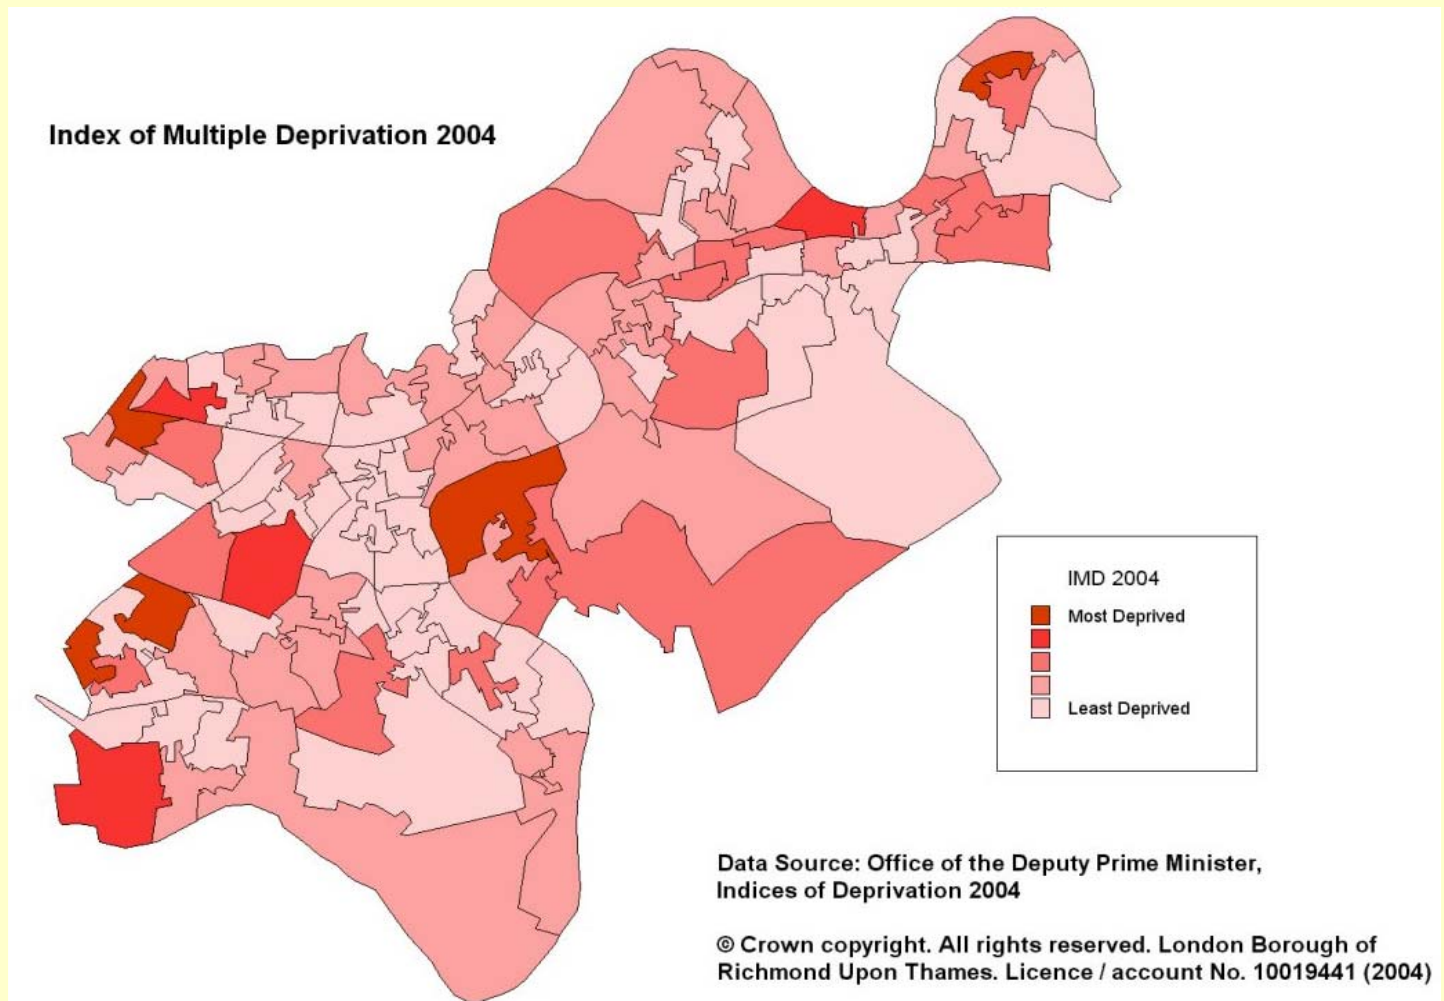 Index of Multiple Deprivation 2004
IMD 2004
Most Deprived
Least Deprived
Data Source: Office of the Deputy Prime Minister,
Indices of Deprivation 2004
© Crown copyright. All rights reserved. London Borough of
Richmond Upon Thames. Licence / account No. 10019441 (2004)